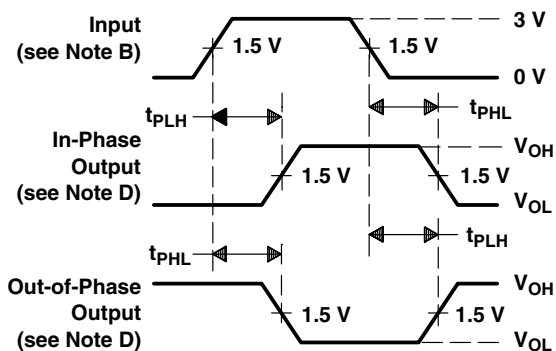 Input
(see Note B)
1.5 V
1.5 V
3 V
0 V
tPLH
tPHL
In-Phase
Output
(see Note D)
1.5 V
1.5 V
VOH
VOL
tPHL
tPLH
Out-of-Phase
Output
(see Note D)
1.5 V
1.5 V
VOH
VOL